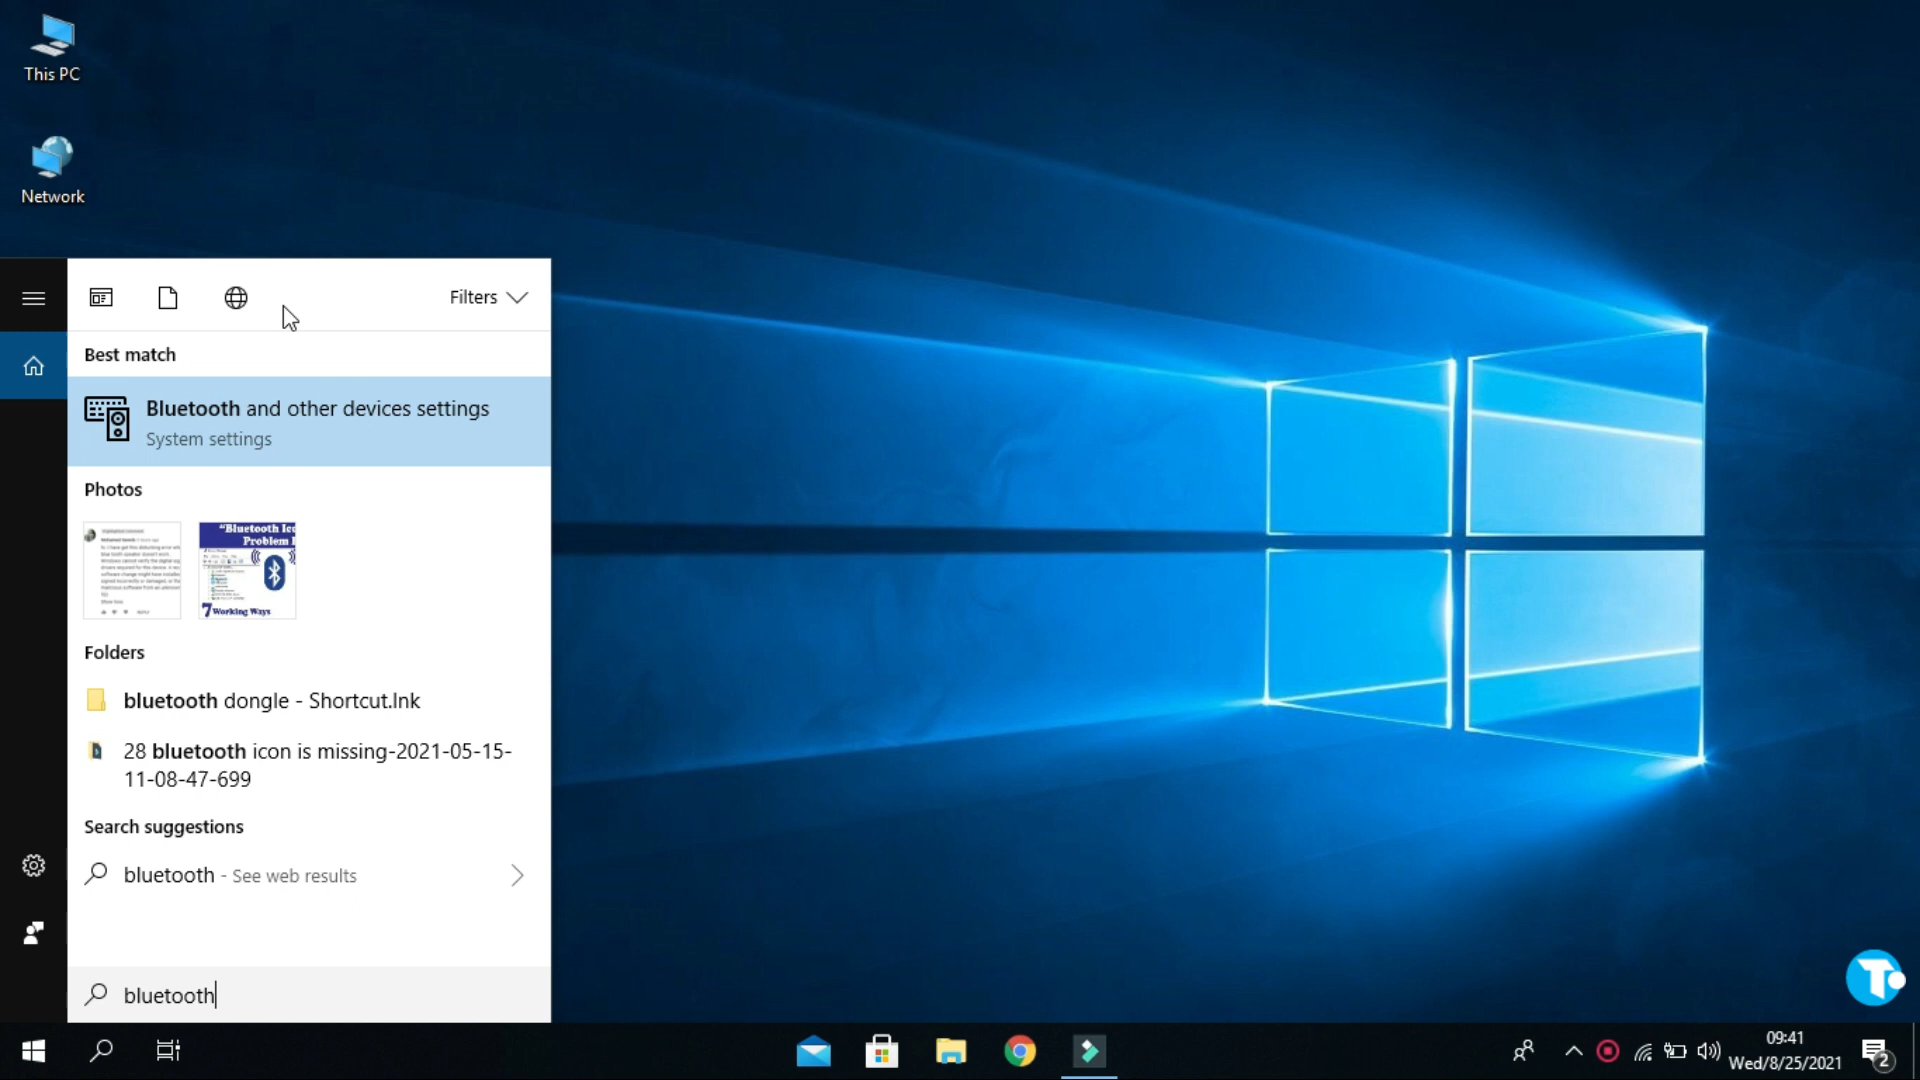 This PC
Network
Filters
Best match
Bluetooth and other devices settings
System settings
Photos
"Bluetooth
Problem
7 Working Ways
Folders
bluetooth dongle - Shortcut.lnk
28 bluetooth icon is missing-2021-05-15-
11-08-47-699
Search suggestions
bluetooth - See web results
bluetooth
09:41
Wed/8/25/2021
2